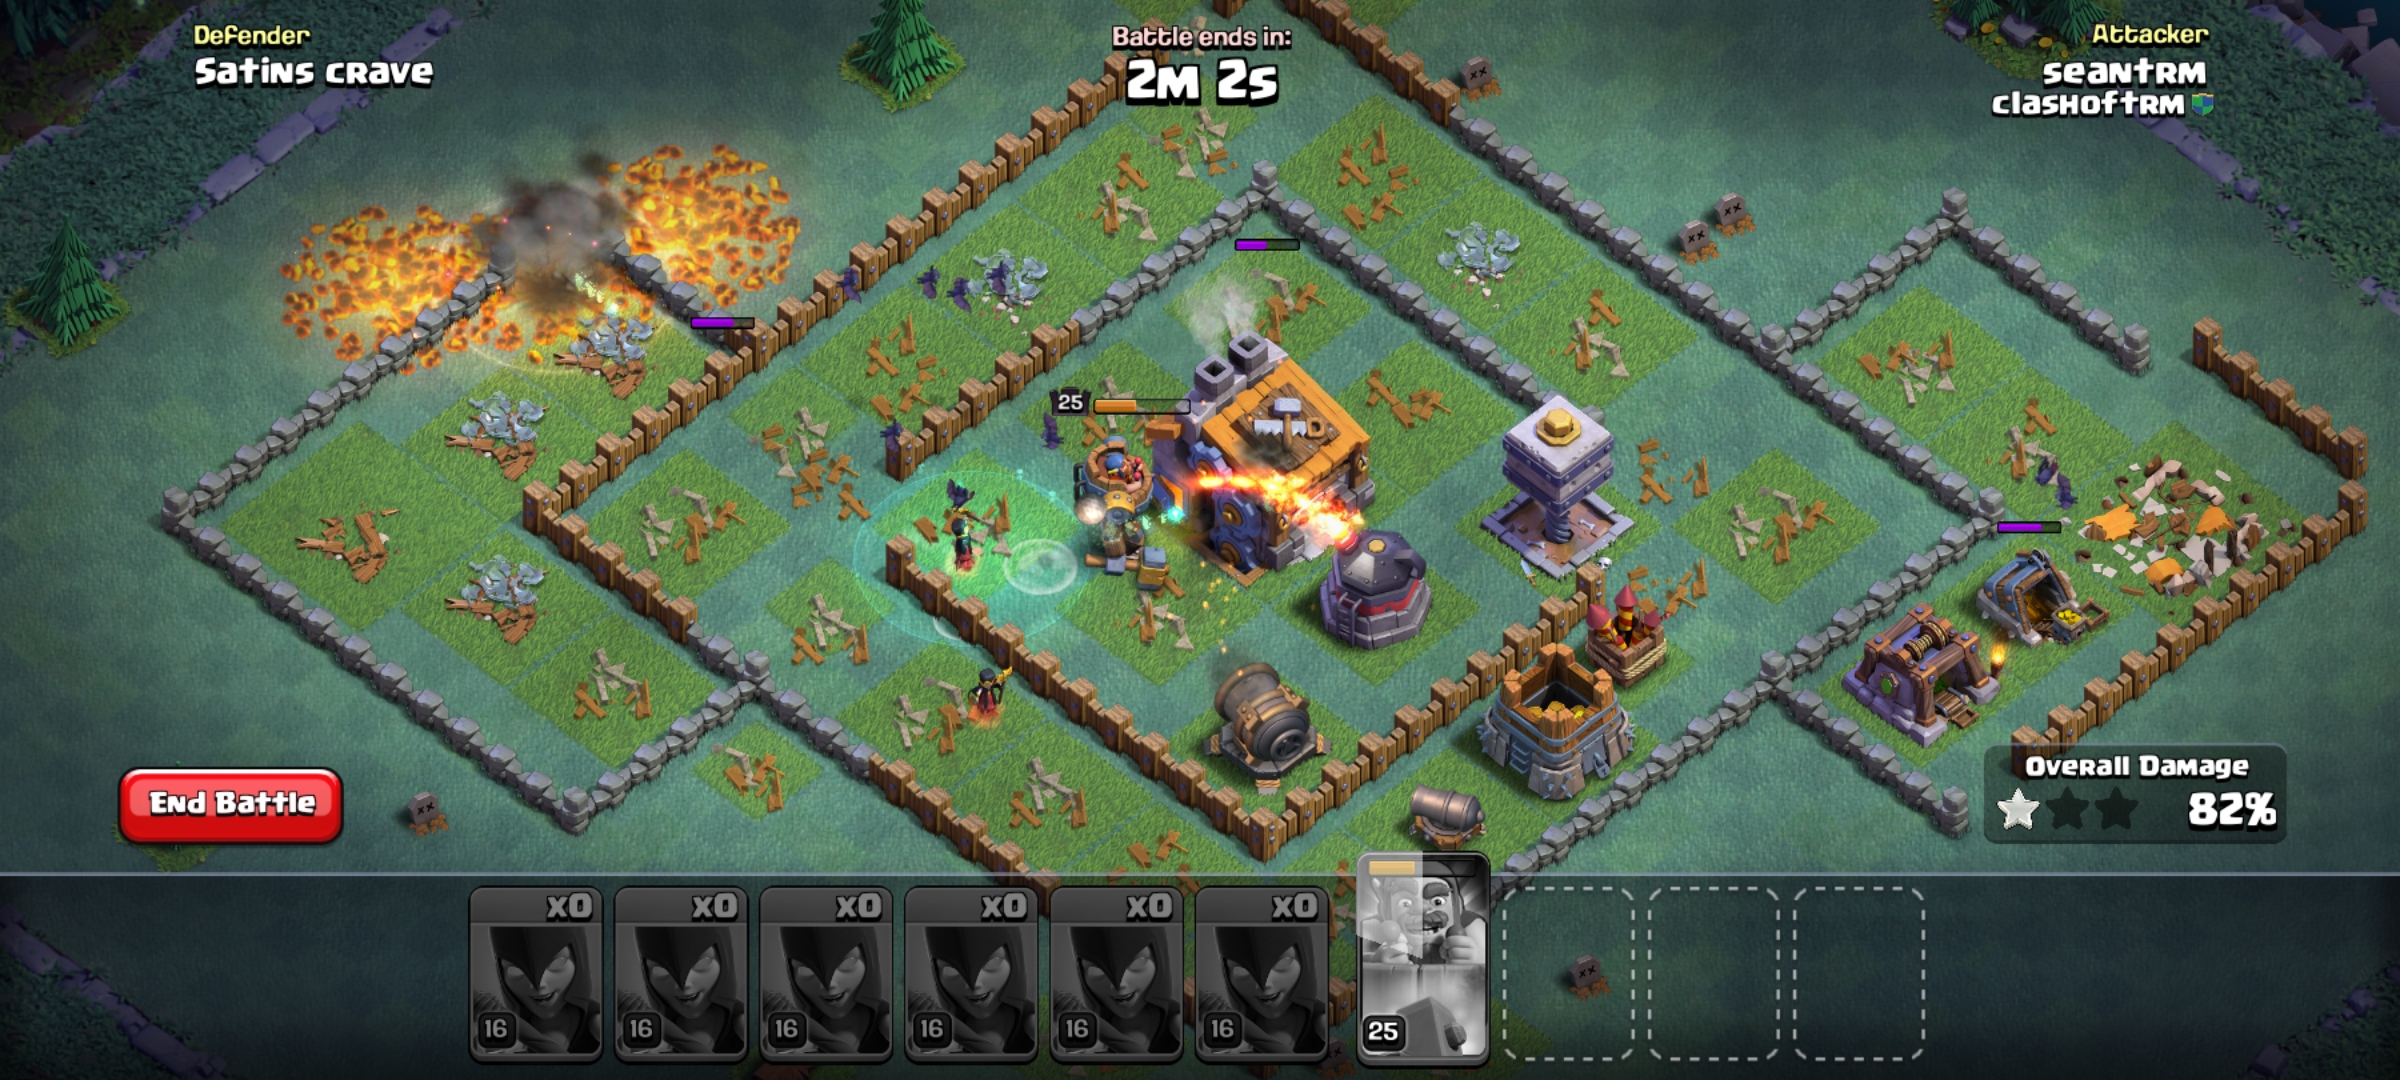 Defender
Satins crave
Battle ends in:
2m 2s
Attacker
seantrm
clashoftrm
25
End Battle
Overall Damage
82%
x0
x0
x0
x0
x0
x0
16
16
16
16
16
16
25